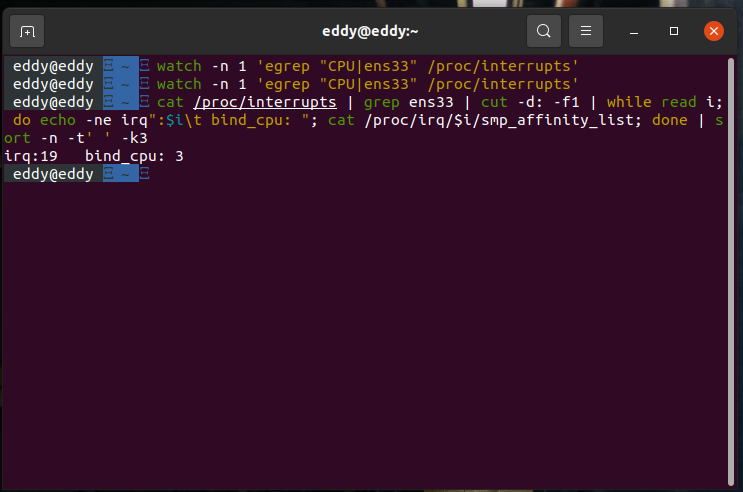 eddy@eddy:~
eddy@eddy ~ watch -n 1 'egrep "CPU|ens33" /proc/interrupts'
eddy@eddy ~ watch -n 1 'egrep "CPU|ens33" /proc/interrupts'
eddy@eddy ~ cat /proc/interrupts | grep ens33 | cut -d: -f1 | while read i;
do echo -ne irq":$i\t bind_cpu: "; cat /proc/irq/$i/smp_affinity_list; done | s
ort -n -t' ' -k3
irq:19 bind_cpu: 3
eddy@eddy ~